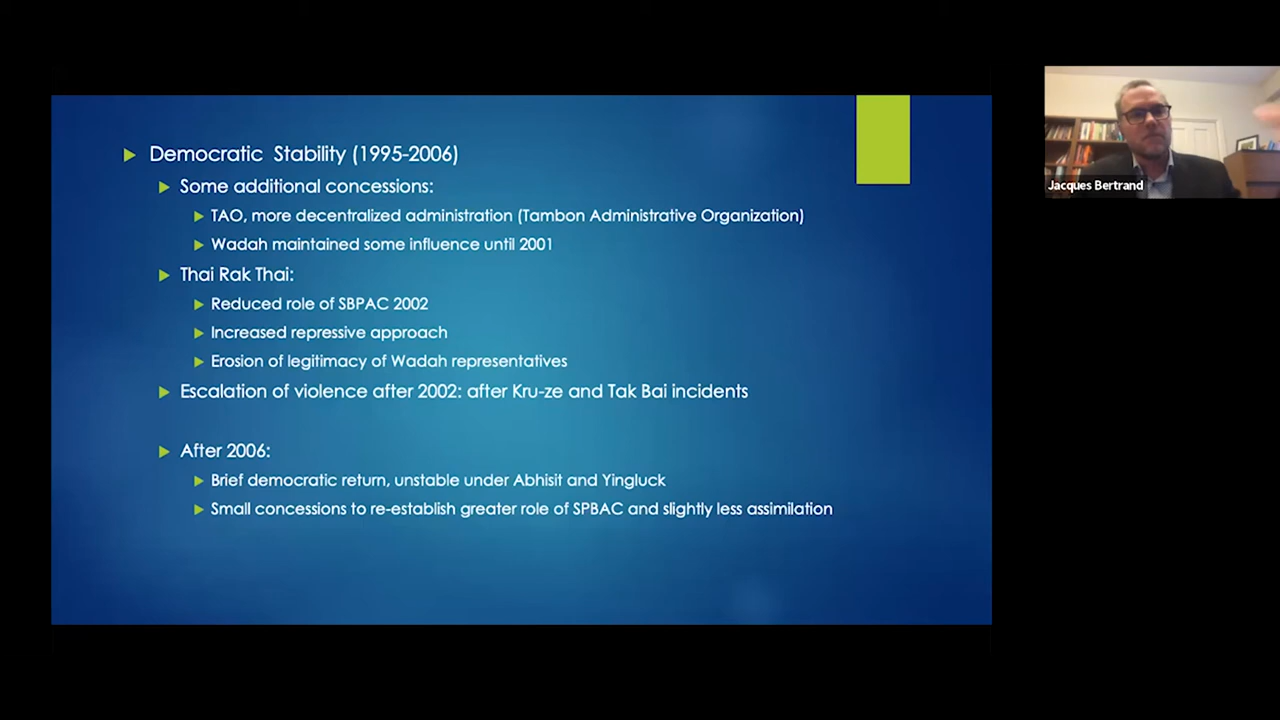 Democratic Stability (1995-2006)
Some additional concessions:
TAO, more decentralized administration (Tambon Administrative Organization)
Wadah maintained some influence until 2001
Thai Rak Thai:
Reduced role of SBPAC 2002
Increased repressive approach
Erosion of legitimacy of Wadah representatives
Escalation of violence after 2002: after Kru-ze and Tak Bai incidents
After 2006:
Brief democratic return, unstable under Abhisit and Yingluck
Small concessions to re-establish greater role of SPBAC and slightly less assimilation
Jacques Bertrand